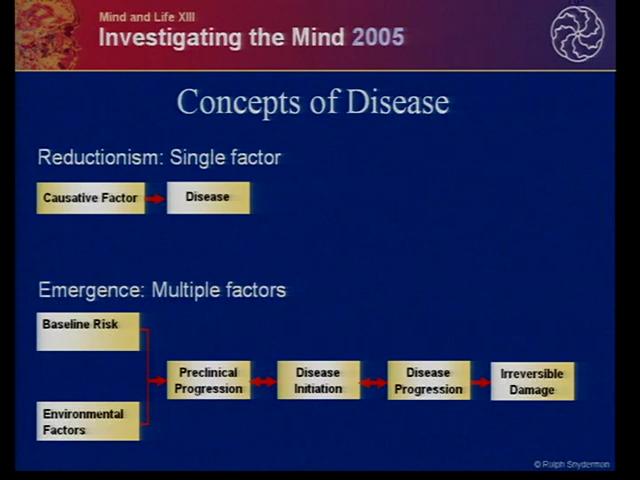 Mind and Life XIII
Investigating the Mind 2005
Concepts of Disease
Reductionism: Single factor
Causative Factor
Disease
Emergence: Multiple factors
Baseline Risk
Preclinical
Progression
Disease
Initiation
Disease
Progression
Irreversible
Damage
Environmental
Factors
© Ralph Snyderman